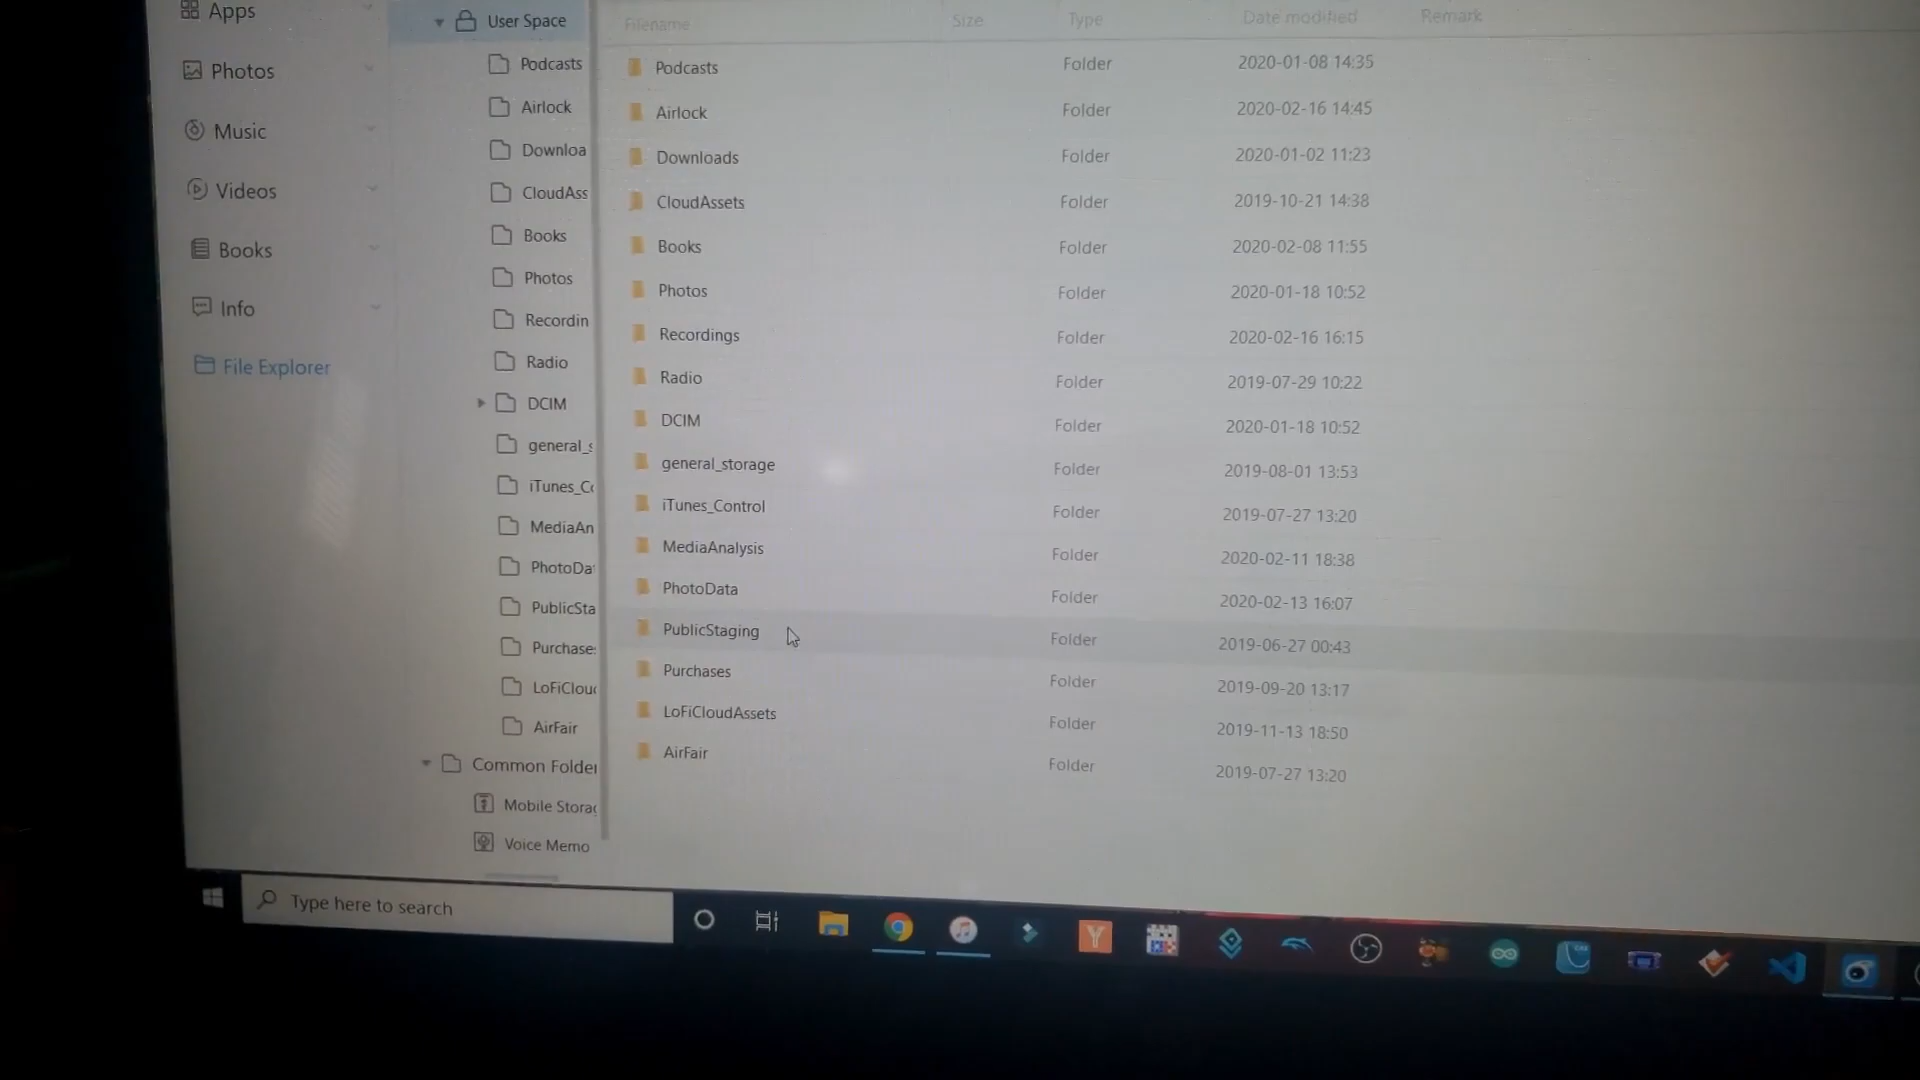 Apps
Photos
Music
Videos
Books
Info
File Explorer
User Space
Podcasts
Airlock
Downloa
CloudAss
Books
Photos
Recordin
Radio
DCIM
general_s
iTunes_Co
MediaAn
PhotoDat
PublicSta
Purchase
LoFiCloud
AirFair
Common Folder
Mobile Storag
Voice Memo
Filename Size Type Date modified Remark
Podcasts Folder 2020-01-08 14:35
Airlock Folder 2020-02-16 14:45
Downloads Folder 2020-01-02 11:23
CloudAssets Folder 2019-10-21 14:38
Books Folder 2020-02-08 11:55
Photos Folder 2020-01-18 10:52
Recordings Folder 2020-02-16 16:15
Radio Folder 2019-07-29 10:22
DCIM Folder 2020-01-18 10:52
general_storage Folder 2019-08-01 13:53
iTunes_Control Folder 2019-07-27 13:20
MediaAnalysis Folder 2020-02-11 18:38
PhotoData Folder 2020-02-13 16:07
PublicStaging Folder 2019-06-27 00:43
Purchases Folder 2019-09-20 13:17
LoFiCloudAssets Folder 2019-11-13 18:50
AirFair Folder 2019-07-27 13:20
Type here to search